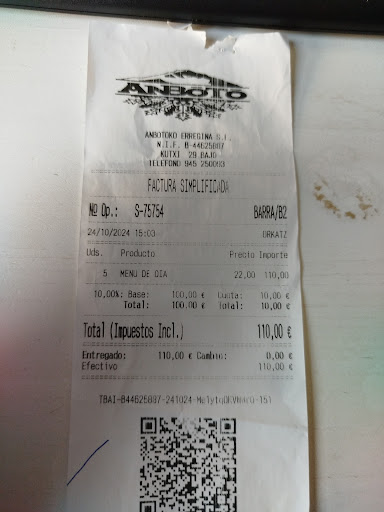 ANBOTO
ANBOTOKO ERREGINA S.L.
N.I.F. B-44625887
KUTXI 29 BAJO
TELEFONO 945 250003
FACTURA SIMPLIFICADA
Nº Op.: S-75754 BARRA/B2
24/10/2024 15:03 ORKATZ
Uds. Producto Precio Importe
5 MENU DE DIA 22,00 110,00
10,00%: Base: 100,00 € Cuota: 10,00 €
Total: 100,00 € Total: 10,00 €
Total (Impuestos Incl.) 110,00 €
Entregado: 110,00 € Cambio: 0,00 €
Efectivo 110,00 €